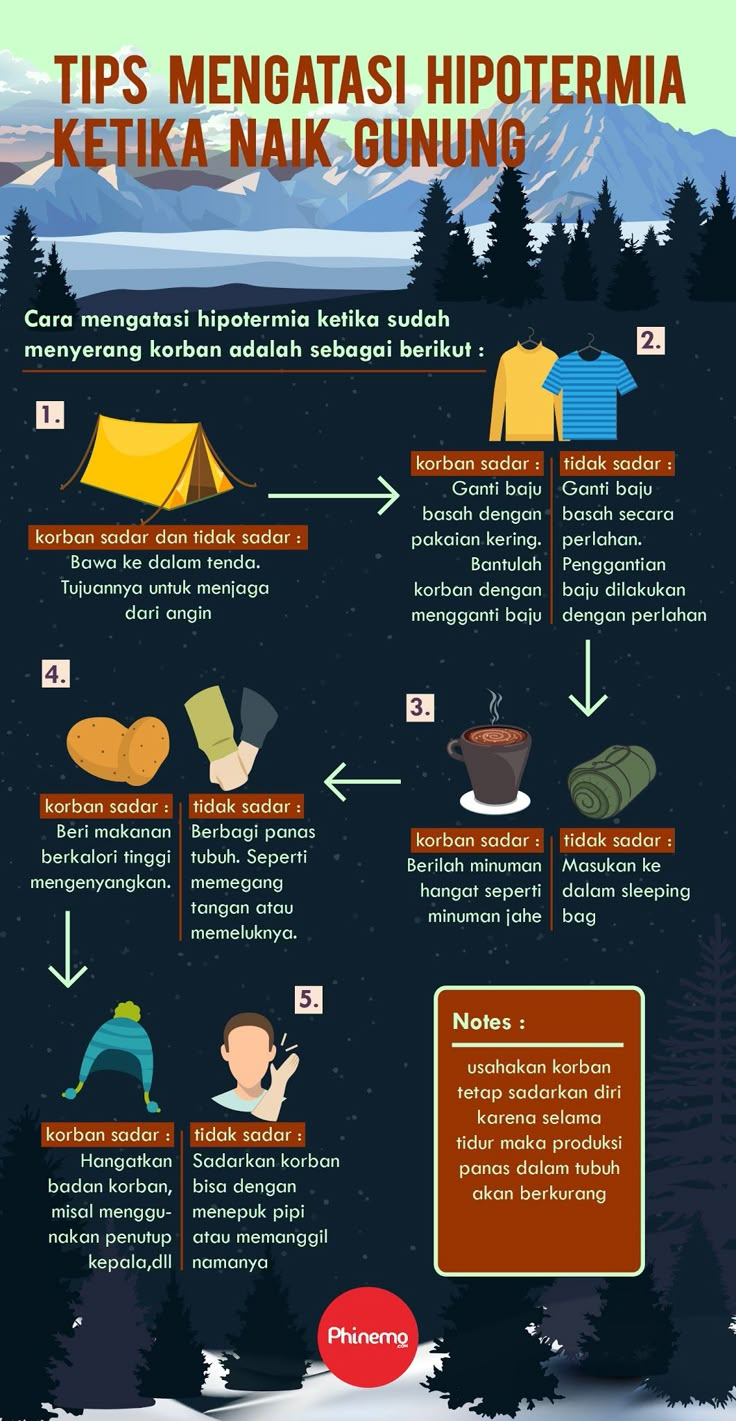 TIPS MENGATASI HIPOTERMIA
KETIKA NAIK GUNUNG
Cara mengatasi hipotermia ketika sudah
menyerang korban adalah sebagai berikut :
1.
korban sadar dan tidak sadar :
Bawa ke dalam tenda.
Tujuannya untuk menjaga
dari angin
2.
korban sadar :
Ganti baju
basah dengan
pakaian kering.
Bantulah
korban dengan
mengganti baju
tidak sadar :
Ganti baju
basah secara
perlahan.
Penggantian
baju dilakukan
dengan perlahan
3.
korban sadar :
Berilah minuman
hangat seperti
minuman jahe
tidak sadar :
Masukan ke
dalam sleeping
bag
4.
korban sadar :
Beri makanan
berkalori tinggi
mengenyangkan.
tidak sadar :
Berbagi panas
tubuh. Seperti
memegang
tangan atau
memeluknya.
5.
korban sadar :
Hangatkan
badan korban,
misal menggu-
nakan penutup
kepala,dll
tidak sadar :
Sadarkan korban
bisa dengan
menepuk pipi
atau memanggil
namanya
Notes :
usahakan korban
tetap sadarkan diri
karena selama
tidur maka produksi
panas dalam tubuh
akan berkurang
Phinemo
.COM